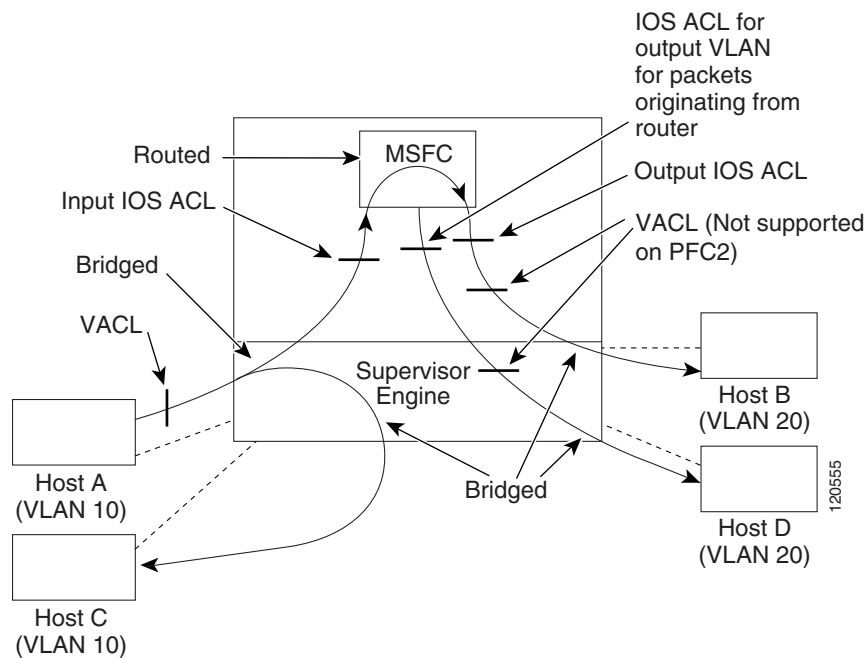 IOS ACL for
output VLAN
for packets
originating from
router
Routed
MSFC
Output IOS ACL
Input IOS ACL
VACL (Not supported
on PFC2)
Bridged
VACL
Supervisor
Engine
Host B
(VLAN 20)
Host A
(VLAN 10)
Bridged
Host D
(VLAN 20)
120555
Host C
(VLAN 10)